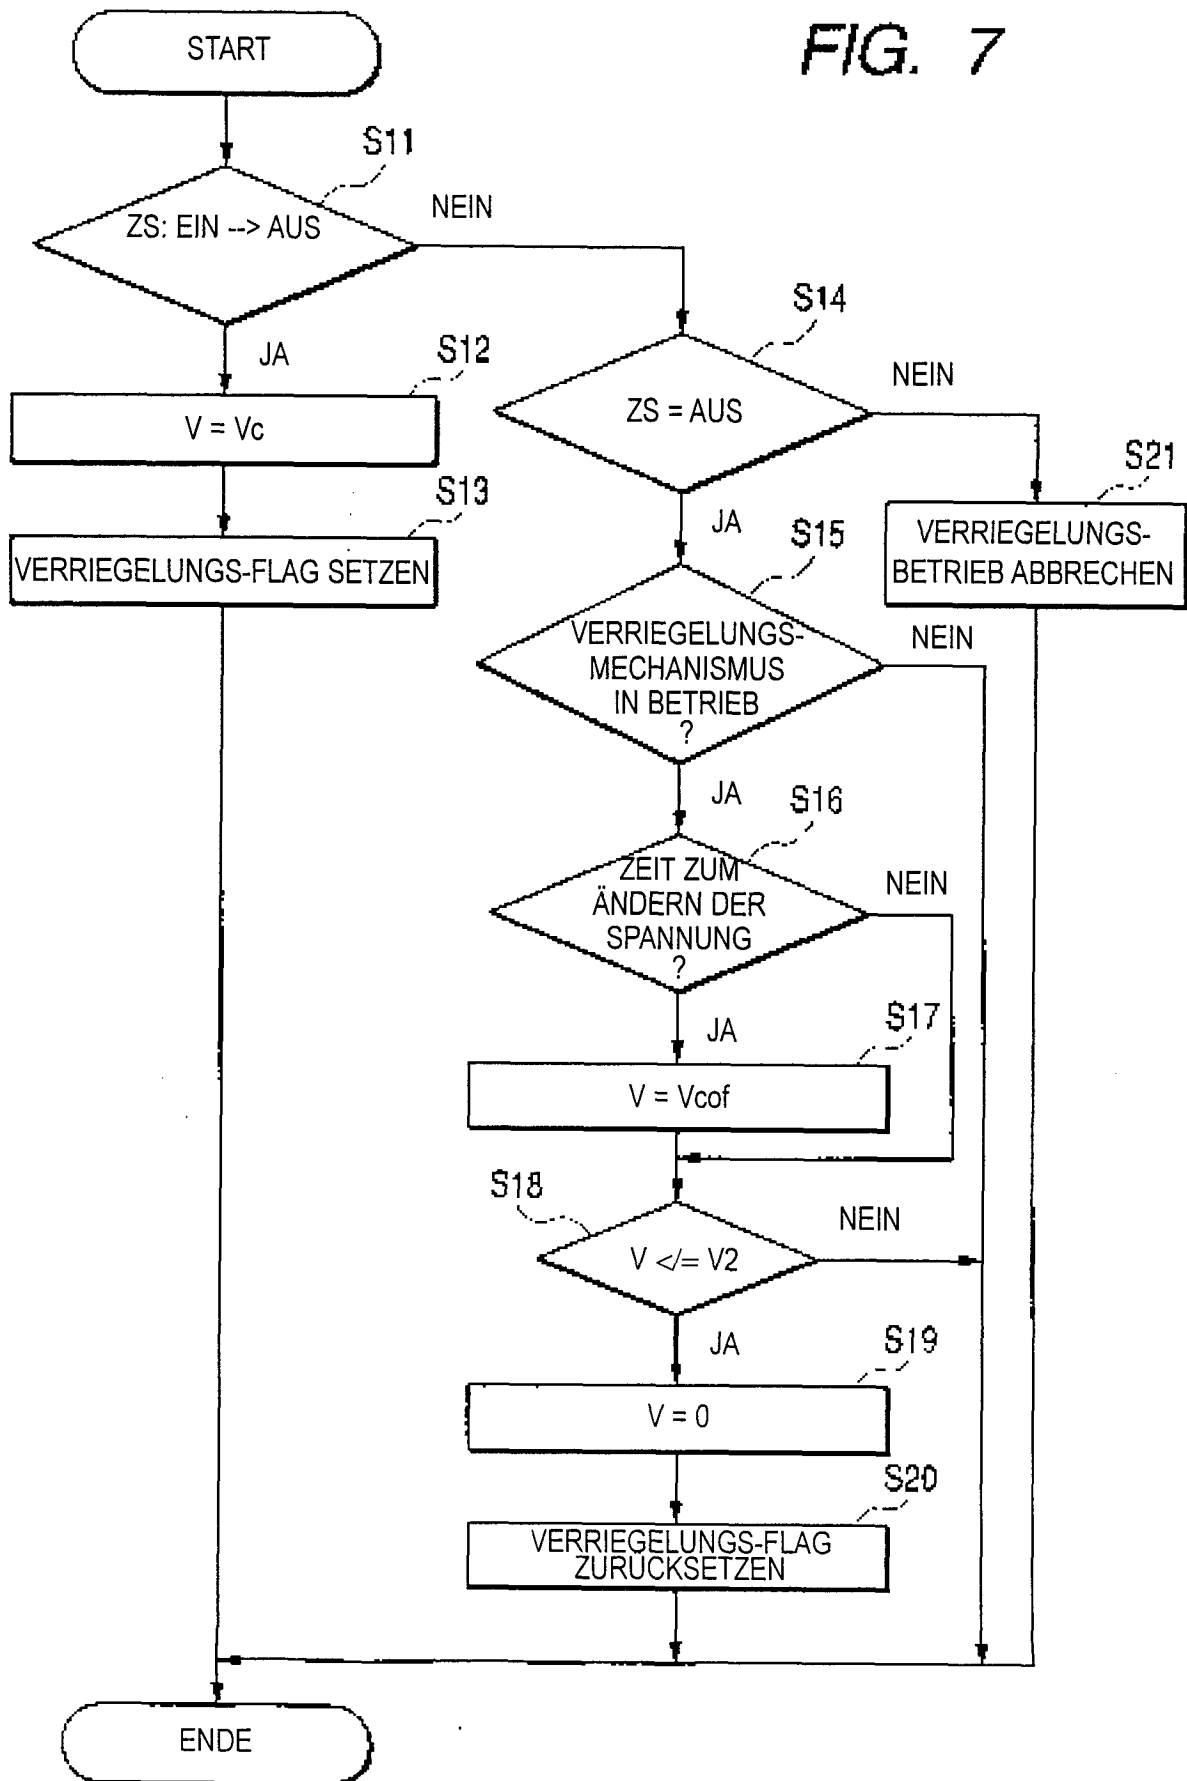 FIG. 7
START
S11
ZS: EIN --> AUS
NEIN
JA
S12
V = Vc
S13
VERRIEGELUNGS-FLAG SETZEN
S14
ZS = AUS
NEIN
JA
S21
VERRIEGELUNGS-
BETRIEB ABBRECHEN
S15
VERRIEGELUNGS-
MECHANISMUS
IN BETRIEB
?
NEIN
JA
S16
ZEIT ZUM
ÄNDERN DER
SPANNUNG
?
NEIN
JA
S17
V = Vcof
S18
V </= V2
NEIN
JA
S19
V = 0
S20
VERRIEGELUNGS-FLAG
ZURÜCKSETZEN
ENDE